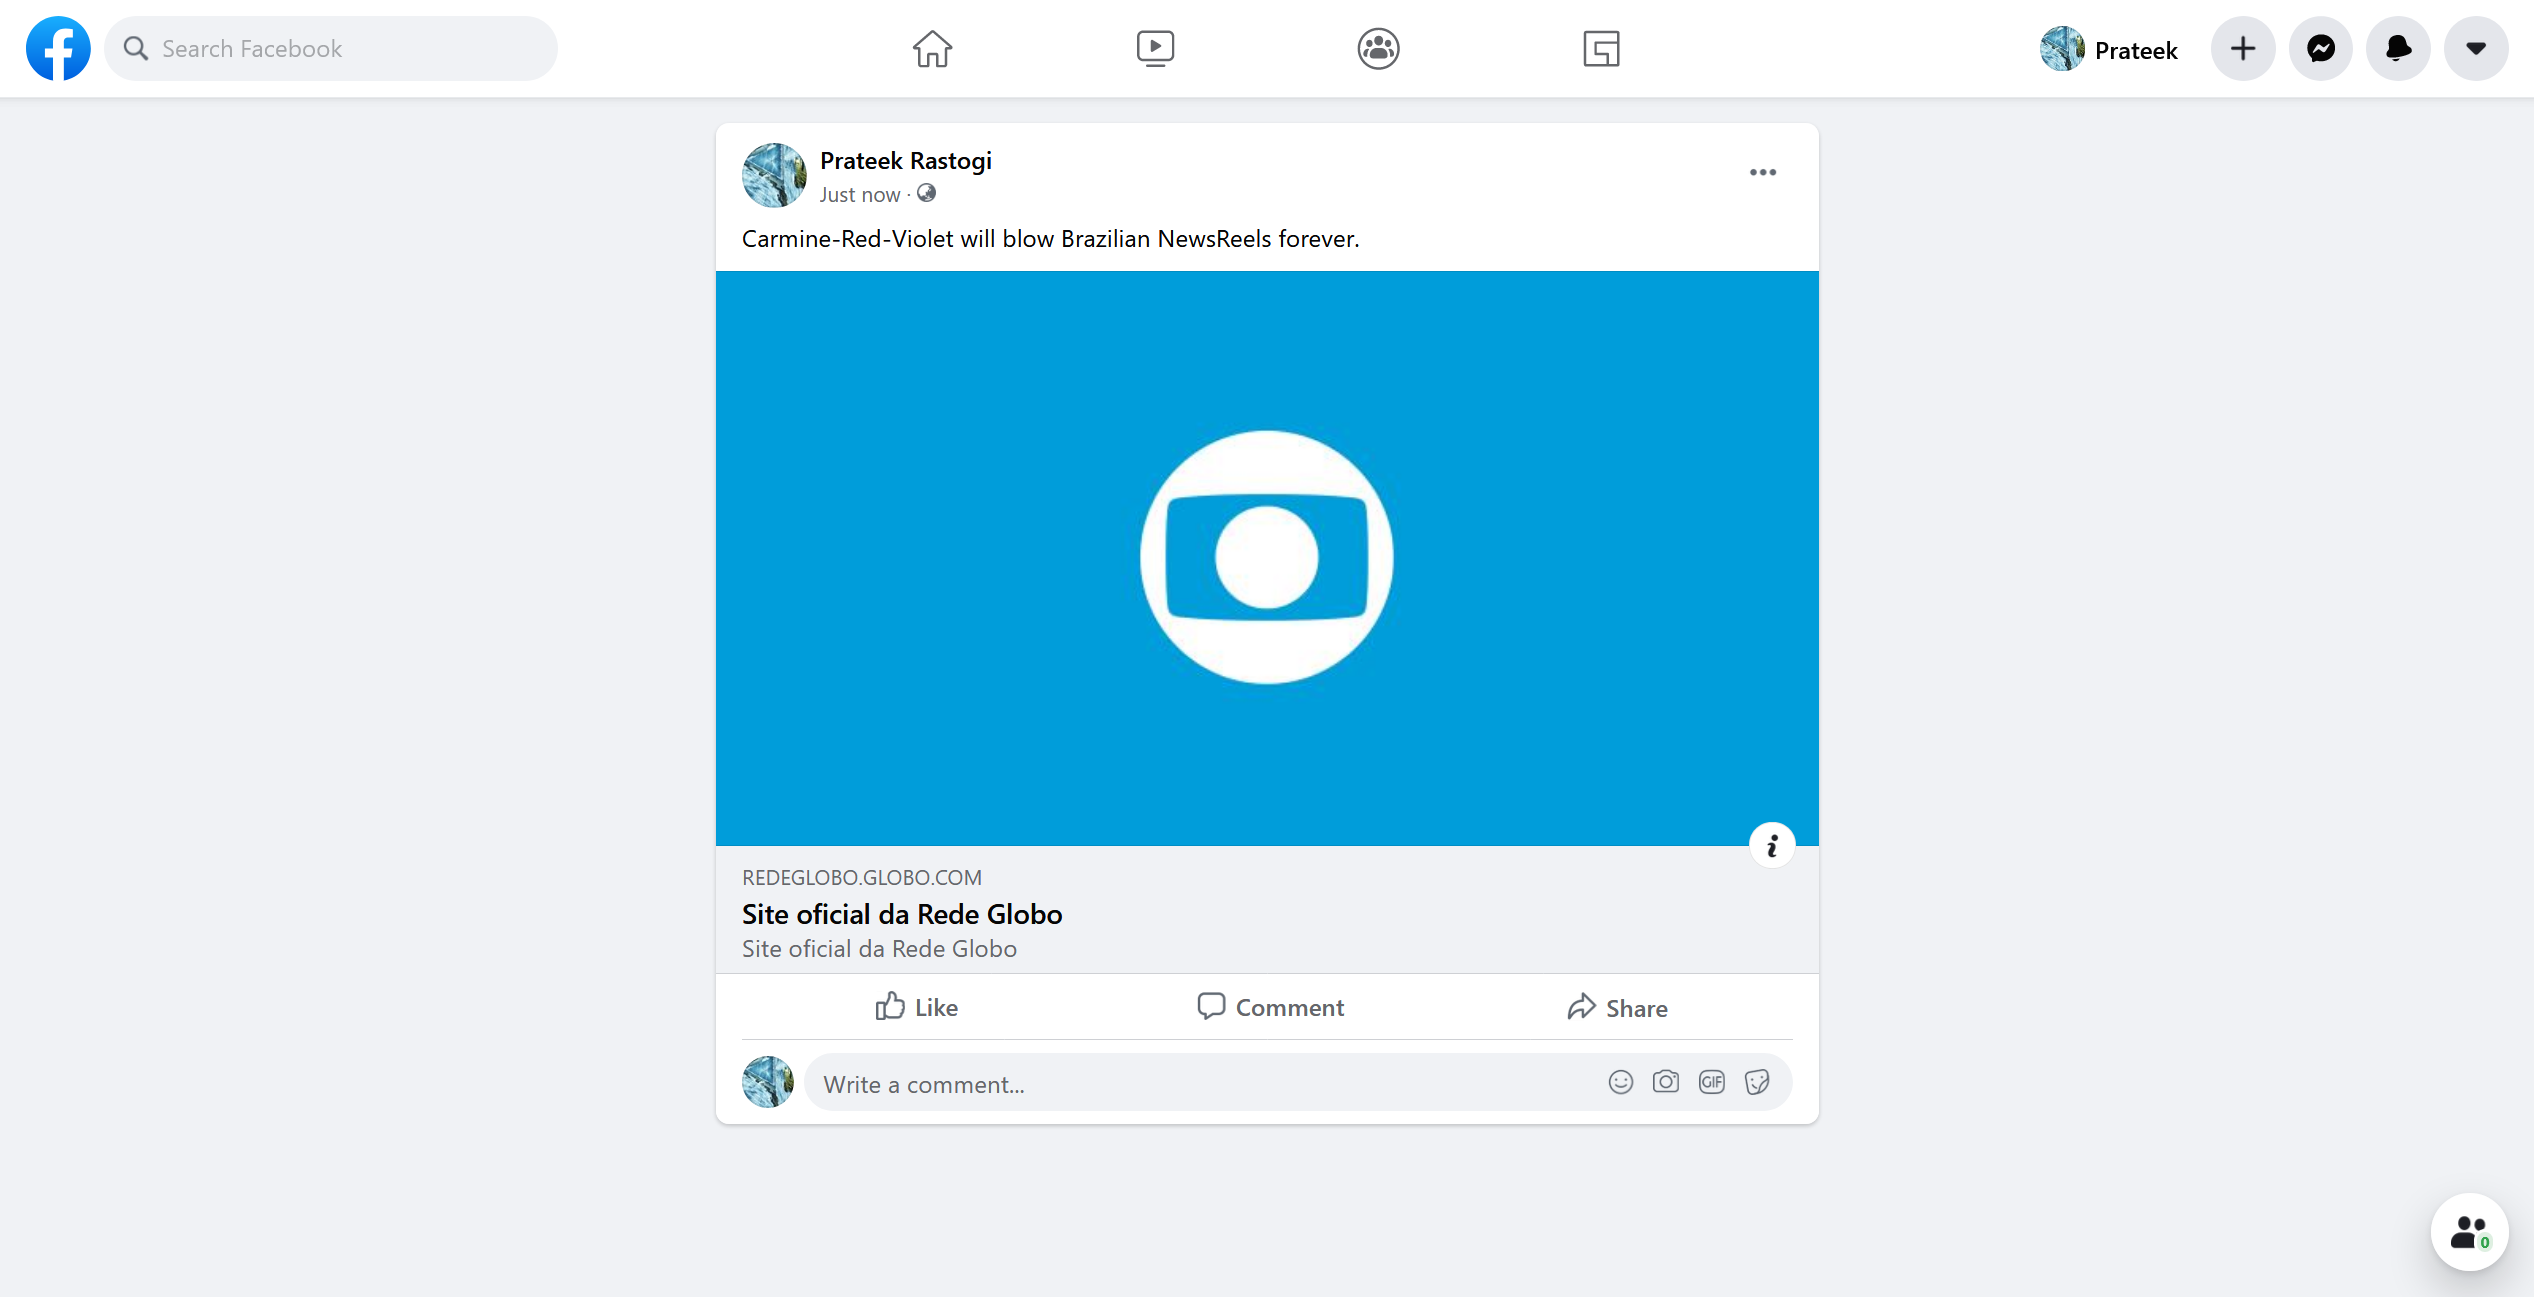 Search Facebook
Prateek
Prateek Rastogi
Just now ·
Carmine-Red-Violet will blow Brazilian NewsReels forever.
REDEGLOBO.GLOBO.COM
Site oficial da Rede Globo
Site oficial da Rede Globo
Like
Comment
Share
Write a comment...
GIF
0